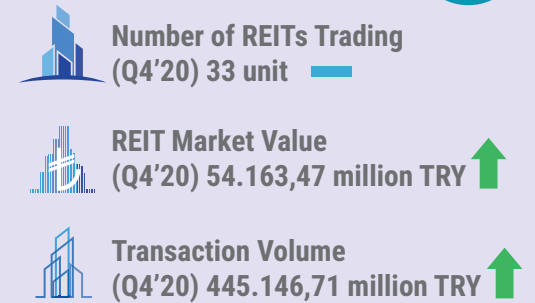 Number of REITs Trading
(Q4’20) 33 unit
REIT Market Value
(Q4’20) 54.163,47 million TRY
Transaction Volume
(Q4’20) 445.146,71 million TRY